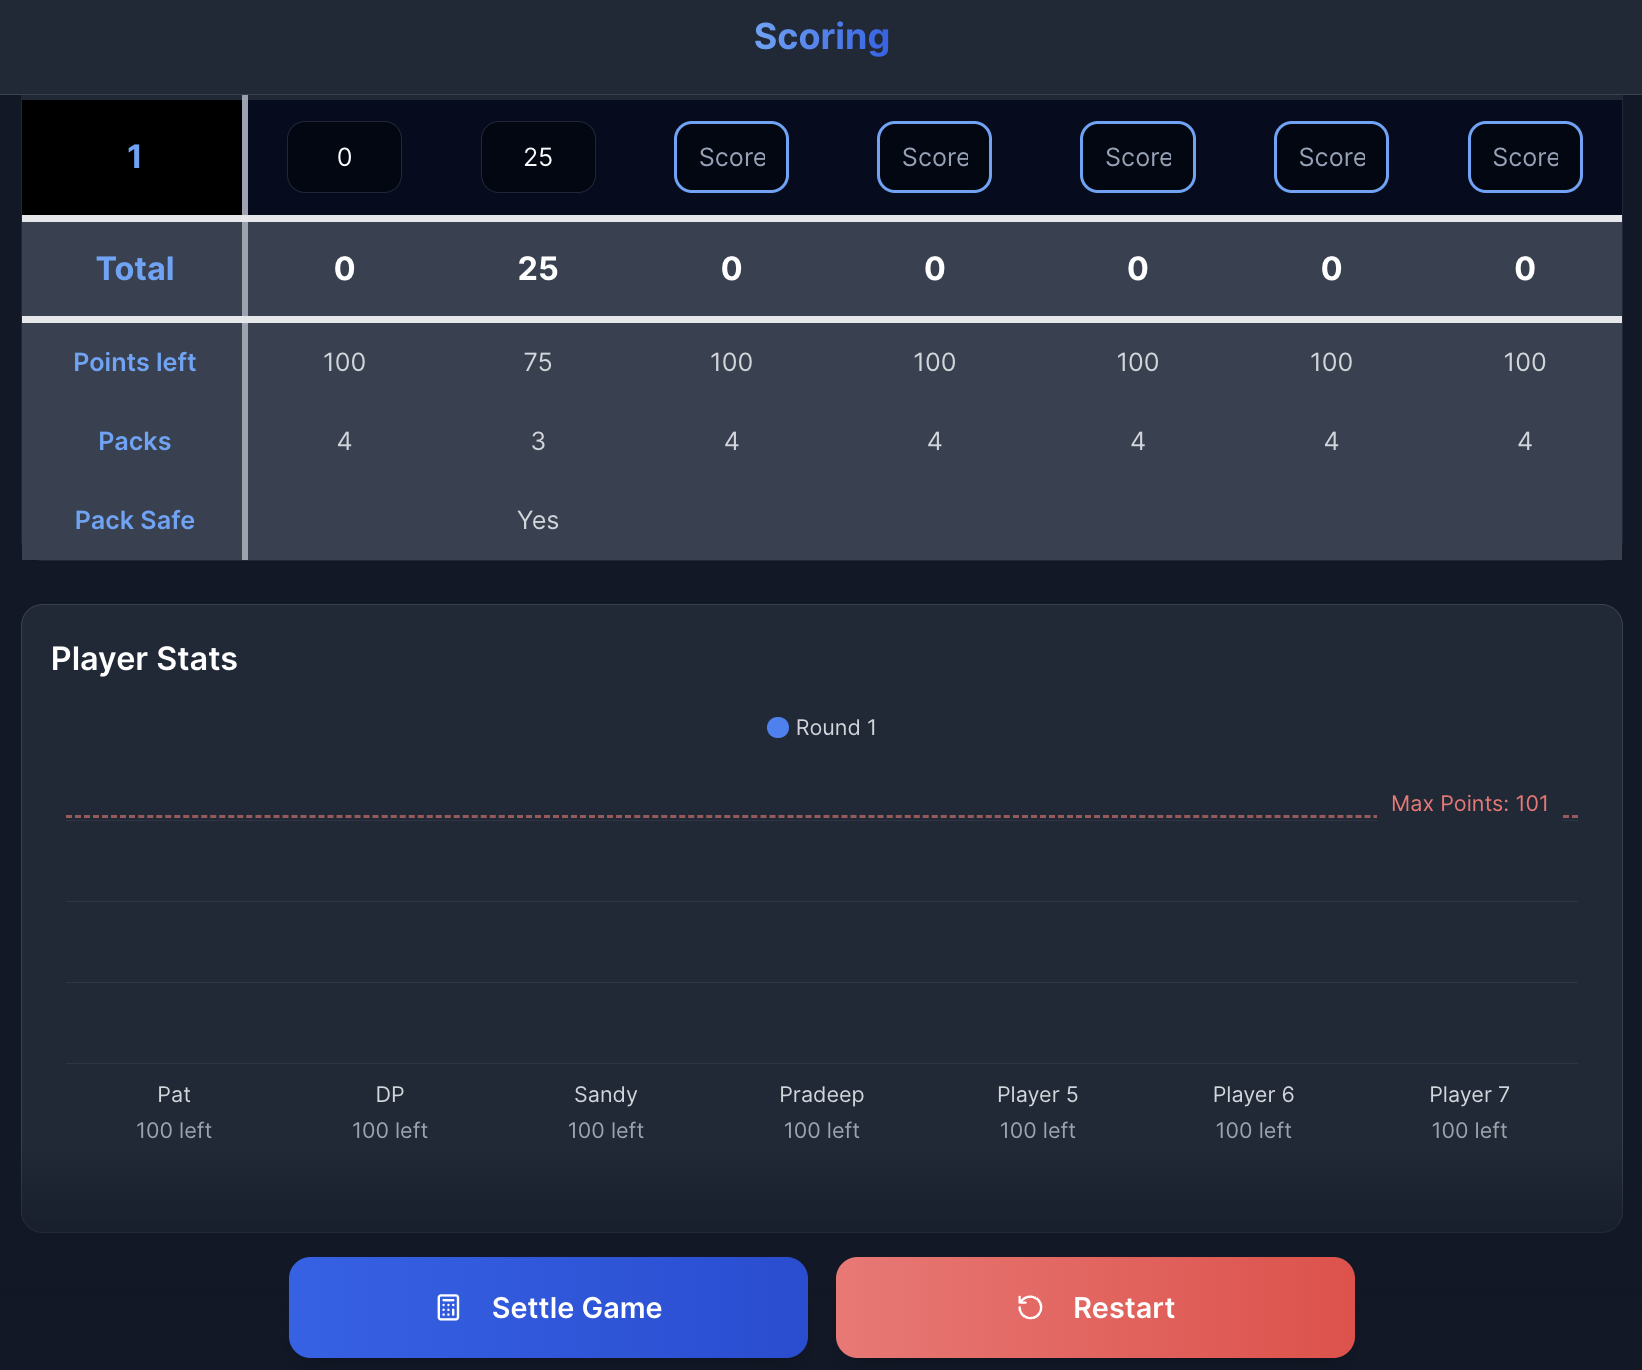 Scoring
1 0 25 Score Score Score Score Score
Total 0 25 0 0 0 0 0
Points left 100 75 100 100 100 100 100
Packs 4 3 4 4 4 4 4
Pack Safe Yes
Player Stats
Round 1
Max Points: 101
Pat DP Sandy Pradeep Player 5 Player 6 Player 7
100 left 100 left 100 left 100 left 100 left 100 left 100 left
Settle Game Restart